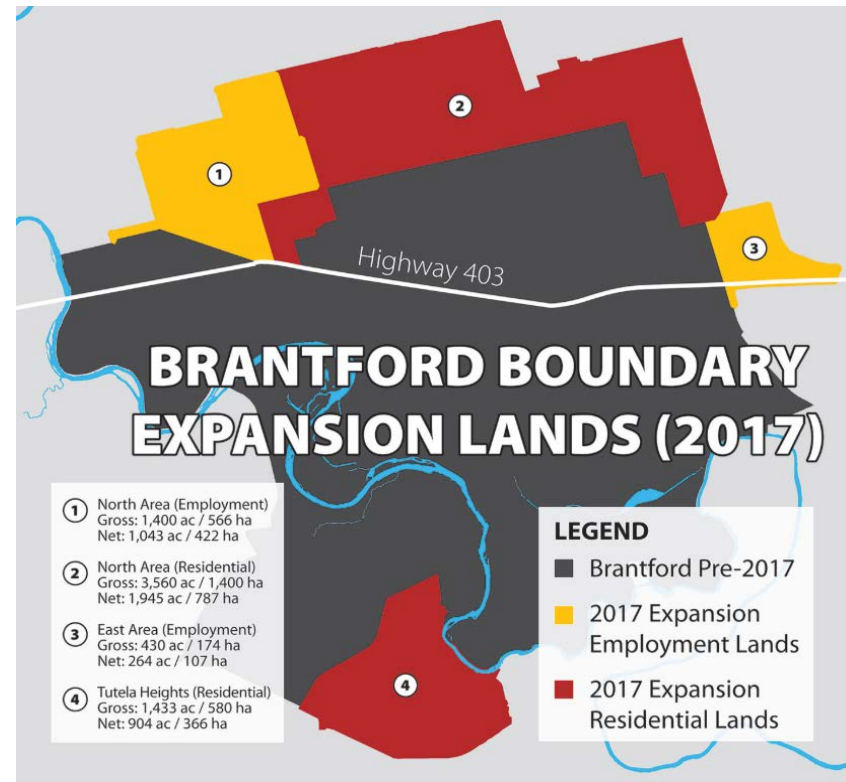 2
1
3
Highway 403
BRANTFORD BOUNDARY
EXPANSION LANDS (2017)
1 North Area (Employment)
Gross: 1,400 ac / 566 ha
Net: 1,043 ac / 422 ha
2 North Area (Residential)
Gross: 3,560 ac / 1,400 ha
Net: 1,945 ac / 787 ha
3 East Area (Employment)
Gross: 430 ac / 174 ha
Net: 264 ac / 107 ha
4 Tutela Heights (Residential)
Gross: 1,433 ac / 580 ha
Net: 904 ac / 366 ha
4
LEGEND
Brantford Pre-2017
2017 Expansion
Employment Lands
2017 Expansion
Residential Lands